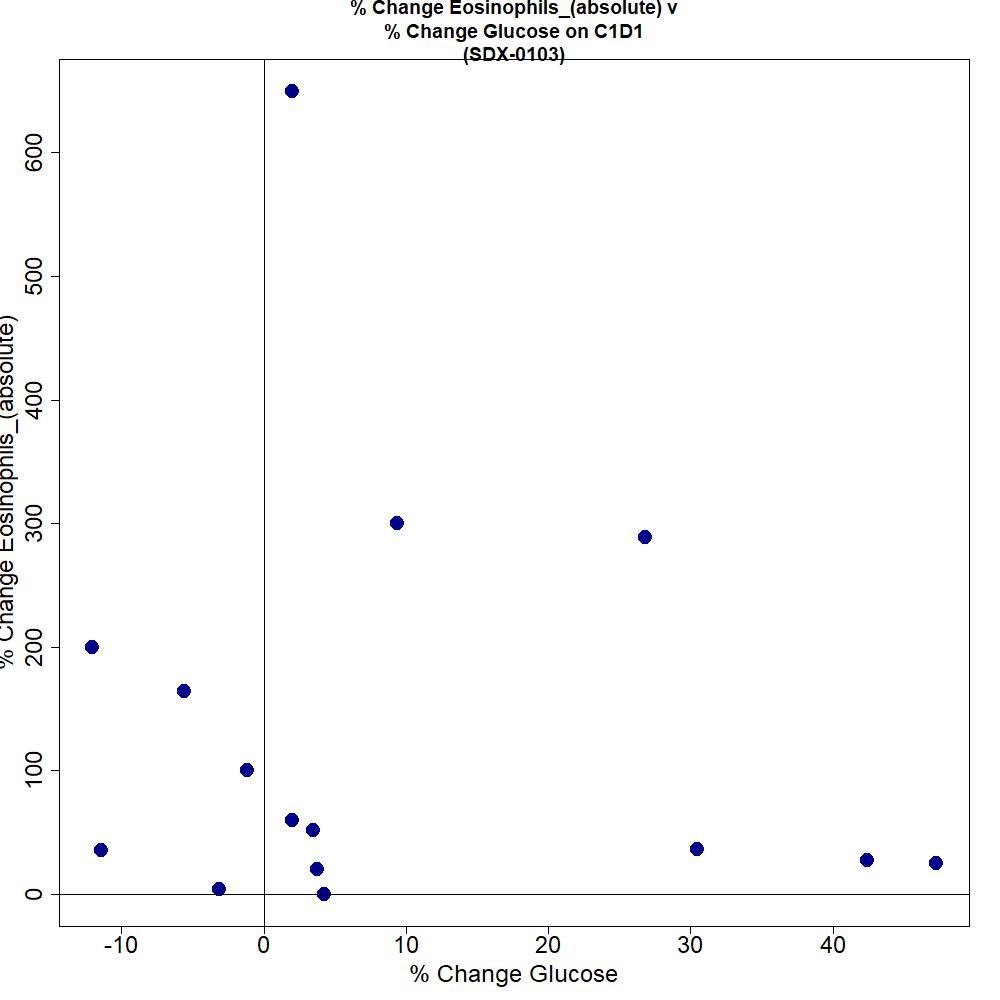 % Change Eosinophils_(absolute) v
% Change Glucose on C1D1
(SDX-0103)
% Change Eosinophils_(absolute)
600
500
400
300
200
100
0
-10
0
10
20
30
40
% Change Glucose